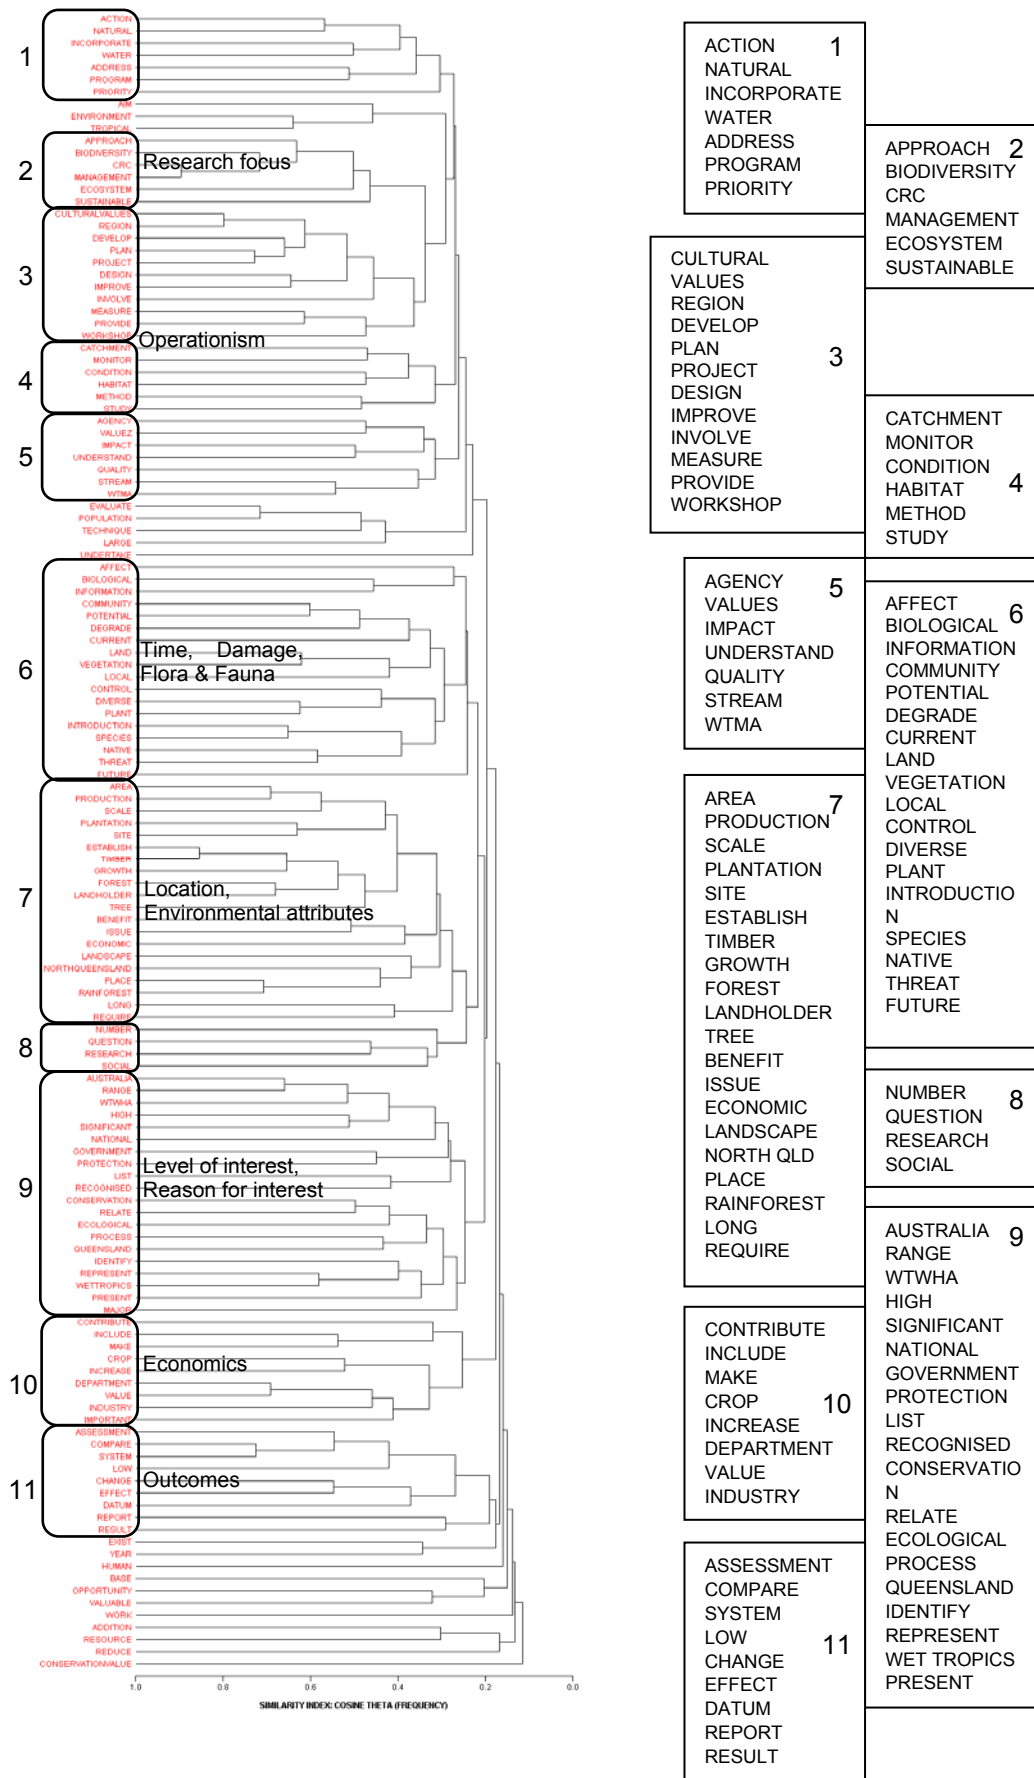 1
ACTION
NATURAL
INCORPORATE
WATER
ADDRESS
PROGRAM
PRIORITY
AIM
ENVIRONMENT
TROPICAL
2
Research focus
APPROACH
BIODIVERSITY
CRC
MANAGEMENT
ECOSYSTEM
SUSTAINABLE
3
CULTURALVALUES
REGION
DEVELOP
PLAN
PROJECT
DESIGN
IMPROVE
INVOLVE
MEASURE
PROVIDE
WORKSHOP
Operationism
4
CATCHMENT
MONITOR
CONDITION
HABITAT
METHOD
STUDY
5
AGENCY
VALUEZ
IMPACT
UNDERSTAND
QUALITY
STREAM
WTMA
EVALUATE
POPULATION
TECHNIQUE
LARGE
UNDERTAKE
6
AFFECT
BIOLOGICAL
INFORMATION
COMMUNITY
POTENTIAL
DEGRADE
CURRENT
LAND
VEGETATION
LOCAL
CONTROL
DIVERSE
PLANT
INTRODUCTION
SPECIES
NATIVE
THREAT
FUTURE
Time, Damage,
Flora & Fauna
7
AREA
PRODUCTION
SCALE
PLANTATION
SITE
ESTABLISH
TIMBER
GROWTH
FOREST
LANDHOLDER
TREE
BENEFIT
ISSUE
ECONOMIC
LANDSCAPE
NORTHQUEENSLAND
PLACE
RAINFOREST
LONG
REQUIRE
Location,
Environmental attributes
8
NUMBER
QUESTION
RESEARCH
SOCIAL
9
AUSTRALIA
RANGE
WTWHA
HIGH
SIGNIFICANT
NATIONAL
GOVERNMENT
PROTECTION
LIST
RECOGNISED
CONSERVATION
RELATE
ECOLOGICAL
PROCESS
QUEENSLAND
IDENTIFY
REPRESENT
WETTROPICS
PRESENT
MAJOR
Level of interest,
Reason for interest
10
CONTRIBUTE
INCLUDE
MAKE
CROP
INCREASE
DEPARTMENT
VALUE
INDUSTRY
IMPORTANT
Economics
11
ASSESSMENT
COMPARE
SYSTEM
LOW
CHANGE
EFFECT
DATUM
REPORT
RESULT
Outcomes
EXIST
YEAR
HUMAN
BASE
OPPORTUNITY
VALUABLE
WORK
ADDITION
RESOURCE
REDUCE
CONSERVATIONVALUE
1.0 0.8 0.6 0.4 0.2 0.0
SIMILARITY INDEX: COSINE THETA (FREQUENCY)
ACTION 1
NATURAL
INCORPORATE
WATER
ADDRESS
PROGRAM
PRIORITY
APPROACH 2
BIODIVERSITY
CRC
MANAGEMENT
ECOSYSTEM
SUSTAINABLE
CULTURAL
VALUES
REGION
DEVELOP
PLAN
PROJECT 3
DESIGN
IMPROVE
INVOLVE
MEASURE
PROVIDE
WORKSHOP
CATCHMENT
MONITOR
CONDITION
HABITAT 4
METHOD
STUDY
AGENCY 5
VALUES
IMPACT
UNDERSTAND
QUALITY
STREAM
WTMA
AFFECT 6
BIOLOGICAL
INFORMATION
COMMUNITY
POTENTIAL
DEGRADE
CURRENT
LAND
VEGETATION
LOCAL
CONTROL
DIVERSE
PLANT
INTRODUCTIO
N
SPECIES
NATIVE
THREAT
FUTURE
AREA 7
PRODUCTION
SCALE
PLANTATION
SITE
ESTABLISH
TIMBER
GROWTH
FOREST
LANDHOLDER
TREE
BENEFIT
ISSUE
ECONOMIC
LANDSCAPE
NORTH QLD
PLACE
RAINFOREST
LONG
REQUIRE
NUMBER 8
QUESTION
RESEARCH
SOCIAL
AUSTRALIA 9
RANGE
WTWHA
HIGH
SIGNIFICANT
NATIONAL
GOVERNMENT
PROTECTION
LIST
RECOGNISED
CONSERVATIO
N
RELATE
ECOLOGICAL
PROCESS
QUEENSLAND
IDENTIFY
REPRESENT
WET TROPICS
PRESENT
CONTRIBUTE
INCLUDE
MAKE
CROP 10
INCREASE
DEPARTMENT
VALUE
INDUSTRY
ASSESSMENT
COMPARE
SYSTEM
LOW 11
CHANGE
EFFECT
DATUM
REPORT
RESULT